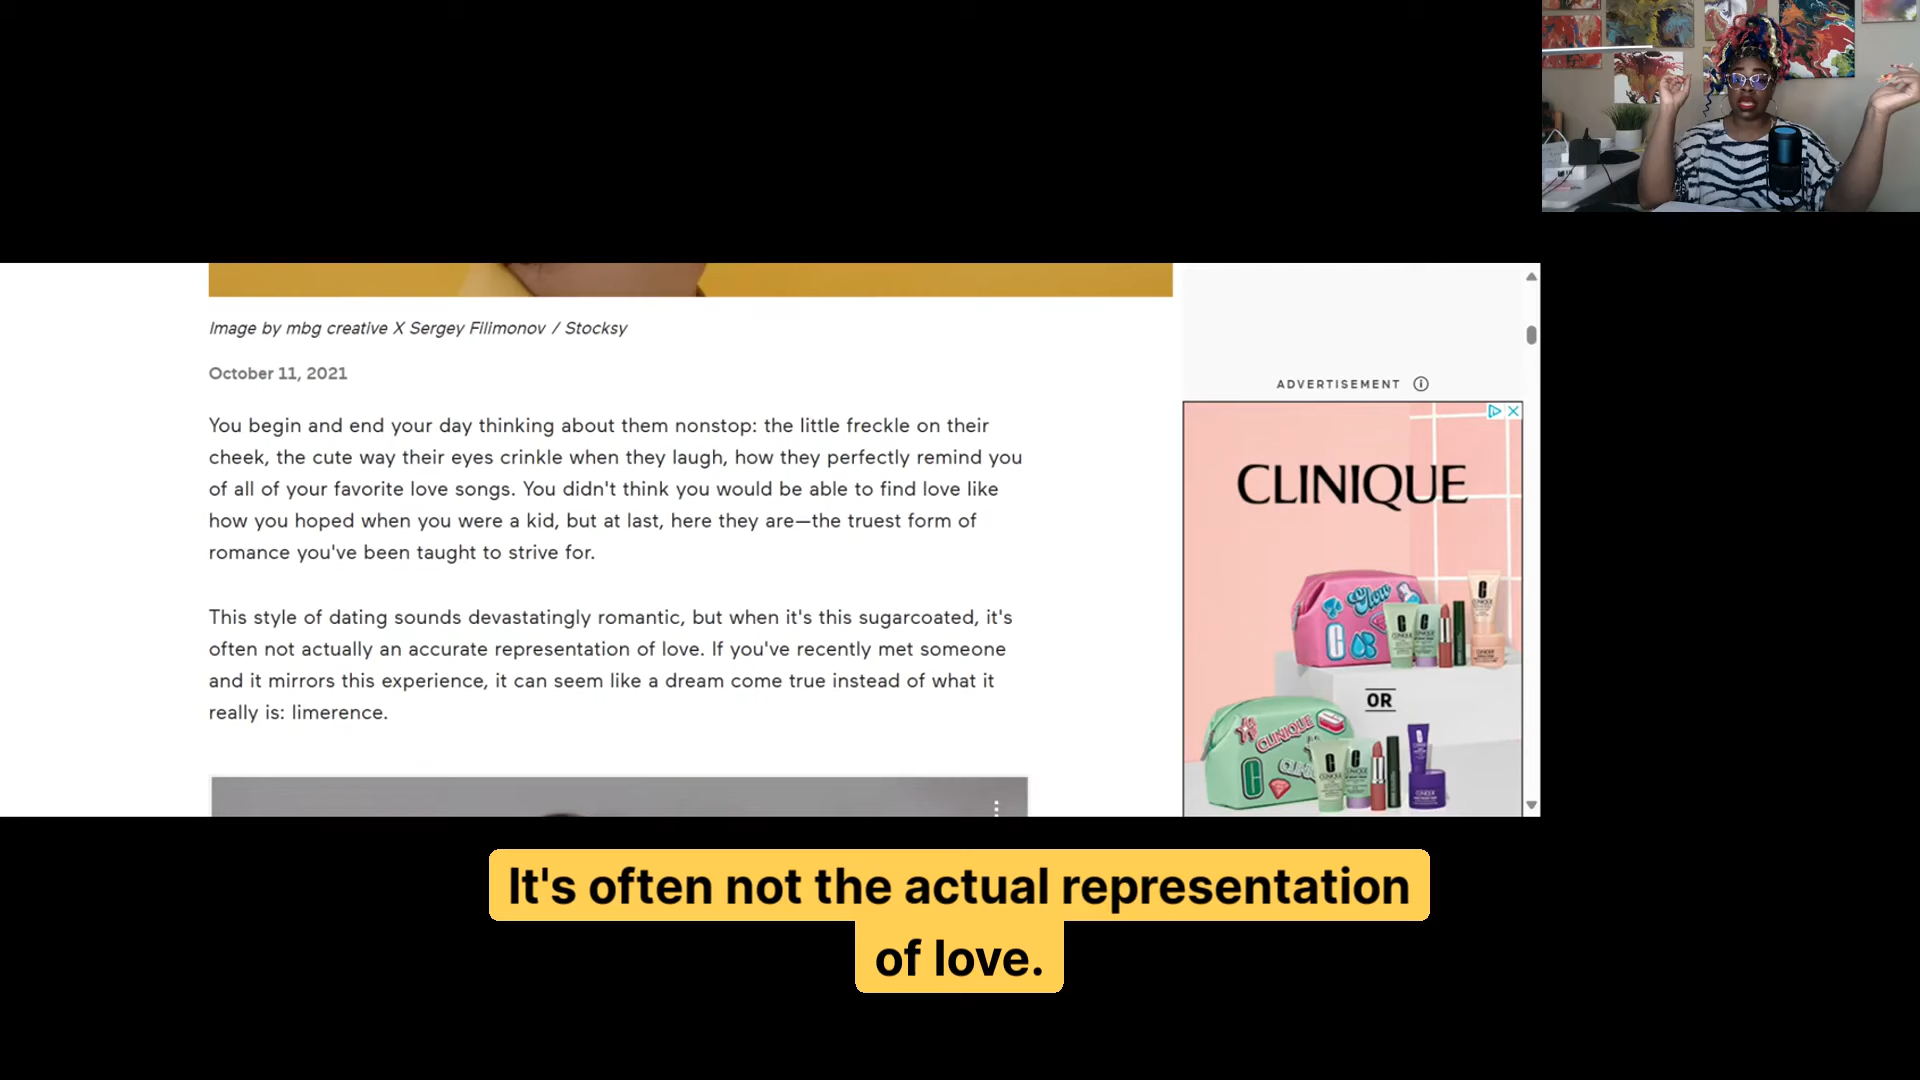 Image by mbg creative X Sergey Filimonov / Stocksy
October 11, 2021
You begin and end your day thinking about them nonstop: the little freckle on their
cheek, the cute way their eyes crinkle when they laugh, how they perfectly remind you
of all of your favorite love songs. You didn't think you would be able to find love like
how you hoped when you were a kid, but at last, here they are—the truest form of
romance you've been taught to strive for.
This style of dating sounds devastatingly romantic, but when it's this sugarcoated, it's
often not actually an accurate representation of love. If you've recently met someone
and it mirrors this experience, it can seem like a dream come true instead of what it
really is: limerence.
ADVERTISEMENT
CLINIQUE
Glow
OR
CLINIQUE
It's often not the actual representation
of love.